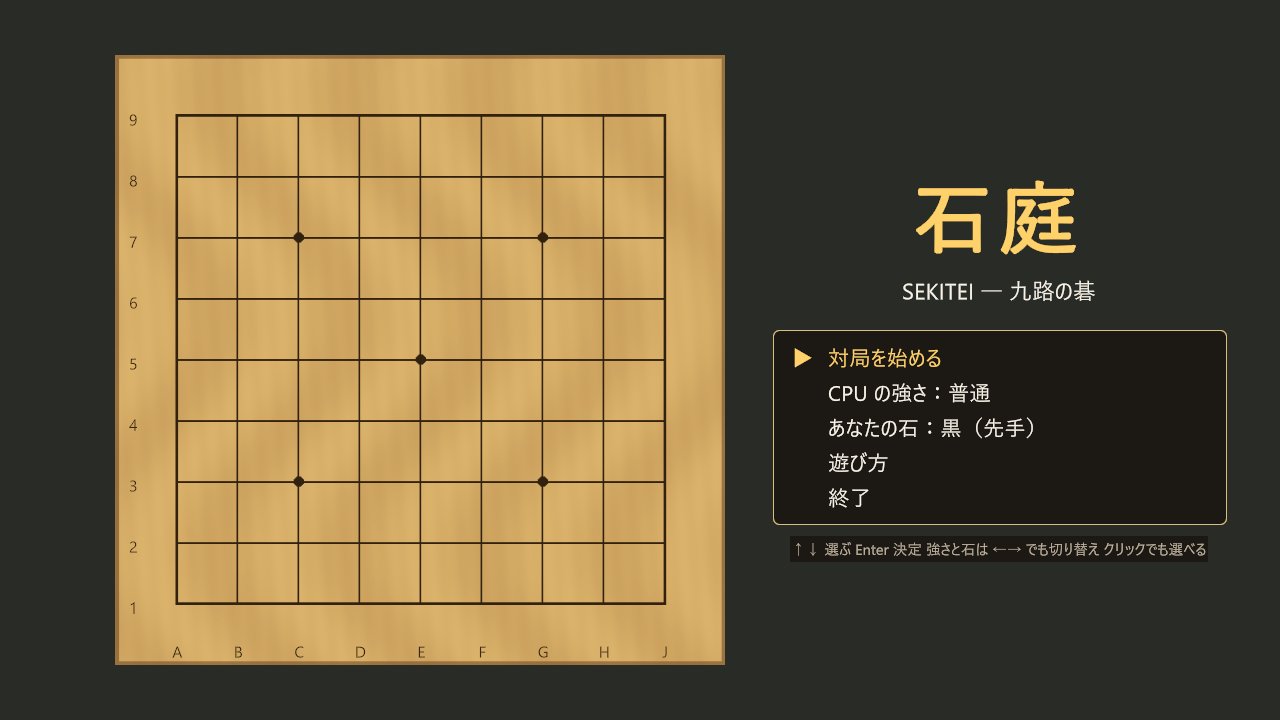 石庭
SEKITEI — 九路の碁
▶ 対局を始める
CPU の強さ：普通
あなたの石：黒（先手）
遊び方
終了
↑↓ 選ぶ Enter 決定 強さと石は ←→ でも切り替え クリックでも選べる
9
8
7
6
5
4
3
2
1
A B C D E F G H J